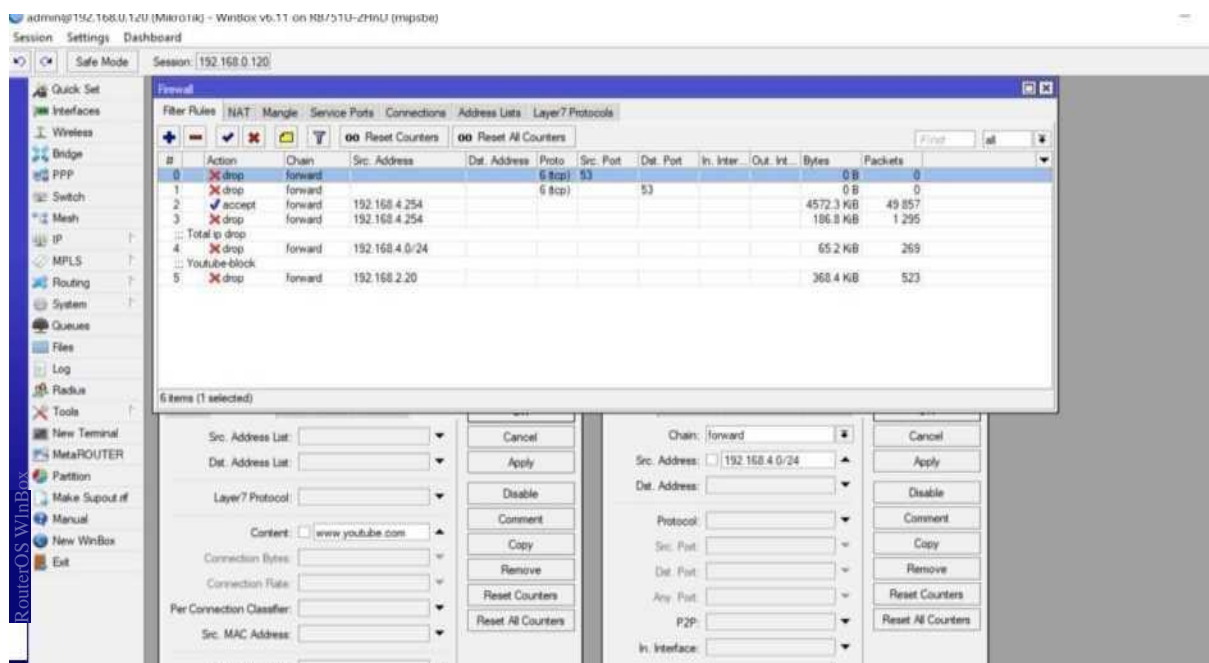 admin@192.168.0.120 (MikroTik) - WinBox v6.11 on RB751U-2HnD (mipsbe)
Session Settings Dashboard
Safe Mode Session: 192.168.0.120
Quick Set
Interfaces
Wireless
Bridge
PPP
Switch
Mesh
IP
MPLS
Routing
System
Queues
Files
Log
Radius
Tools
New Terminal
MetaROUTER
Partition
Make Supout.rif
Manual
New WinBox
Exit
RouterOS WinBox
Firewall
Filter Rules NAT Mangle Service Ports Connections Address Lists Layer7 Protocols
00 Reset Counters 00 Reset All Counters Find all
# Action Chain Src. Address Dst. Address Proto Src. Port Dst. Port In. Inter... Out. Int... Bytes Packets
0 drop forward 6 (tcp) 53 0 B 0
1 drop forward 6 (tcp) 53 0 B 0
2 accept forward 192.168.4.254 4572.3 KiB 49 857
3 drop forward 192.168.4.254 186.8 KiB 1 295
::: Total ip drop
4 drop forward 192.168.4.0/24 65.2 KiB 269
::: Youtube-block
5 drop forward 192.168.2.20 368.4 KiB 523
6 items (1 selected)
Src. Address List:
Dst. Address List:
Layer7 Protocol:
Content: www.youtube.com
Connection Bytes:
Connection Rate:
Per Connection Classifier:
Src. MAC Address:
Cancel
Apply
Disable
Comment
Copy
Remove
Reset Counters
Reset All Counters
Chain: forward
Src. Address: 192.168.4.0/24
Dst. Address:
Protocol:
Src. Port:
Dst. Port:
Any. Port:
P2P:
In. Interface:
Cancel
Apply
Disable
Comment
Copy
Remove
Reset Counters
Reset All Counters